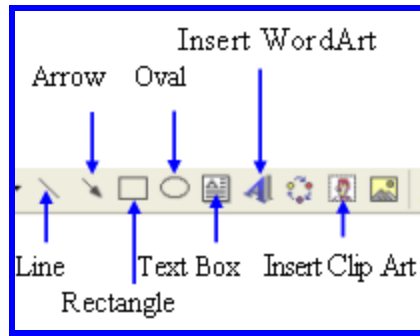 Insert WordArt
Arrow
Oval
Line
Text Box
Insert Clip Art
Rectangle